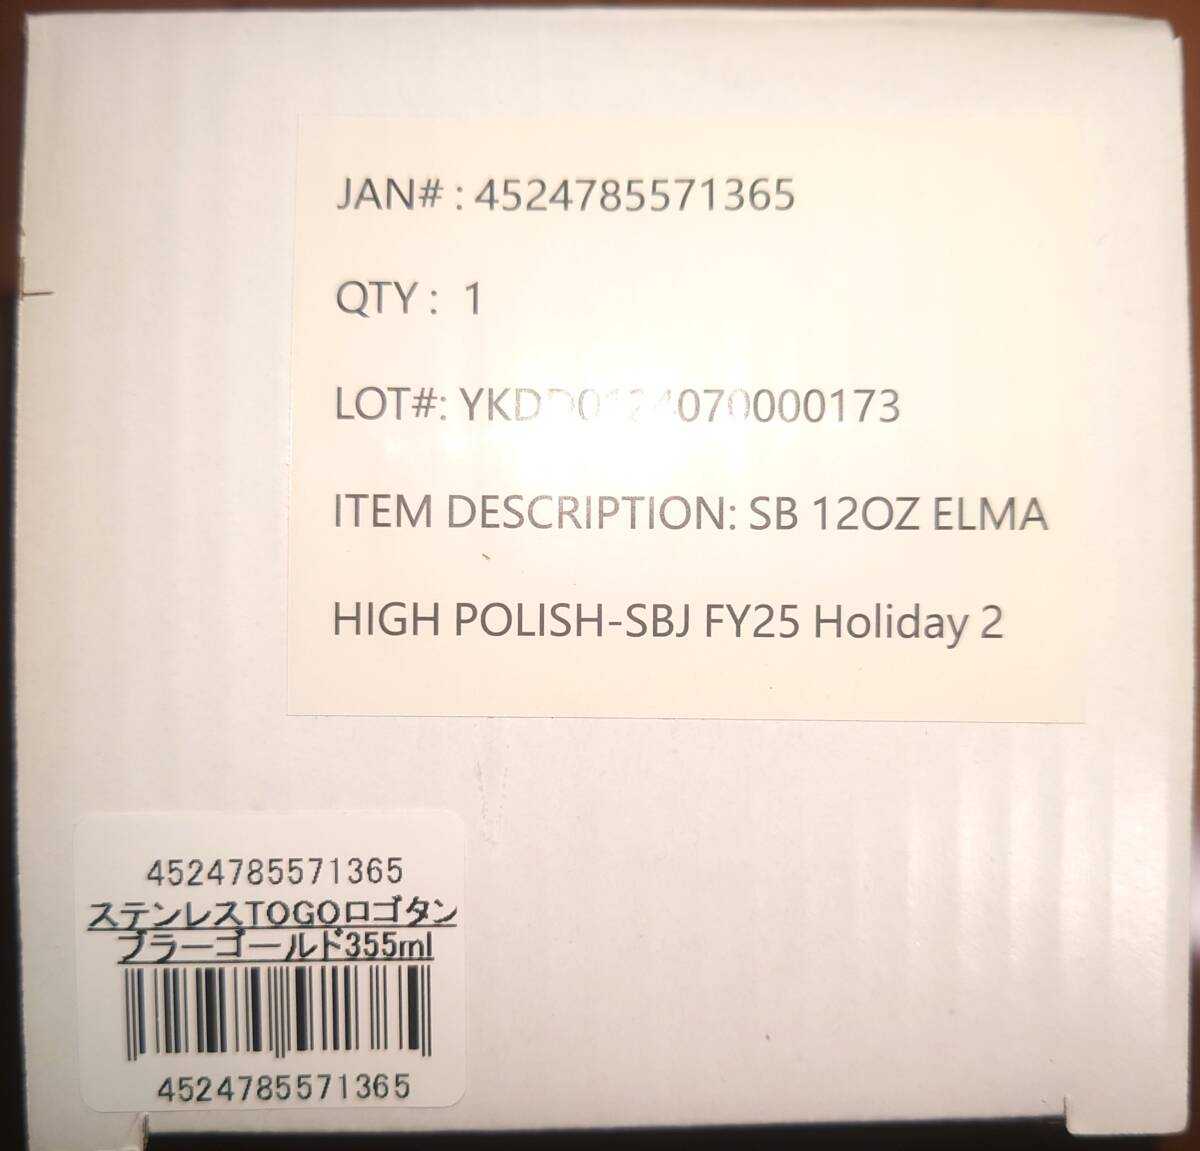 JAN# : 4524785571365
QTY : 1
LOT#: YKDD0124070000173
ITEM DESCRIPTION: SB 12OZ ELMA
HIGH POLISH-SBJ FY25 Holiday 2
4524785571365
ステンレスTOGOロゴタン
ブラーゴールド355ml
4524785571365